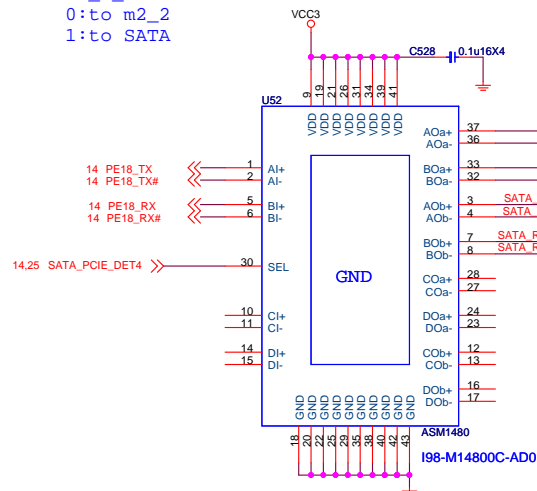 0:to m2_2
1:to SATA
VCC3
C528 0.1u16X4
U52
9 19 21 26 31 34 39 41
VDD VDD VDD VDD VDD VDD VDD VDD
14 PE18_TX 1 AI+
14 PE18_TX# 2 AI-
14 PE18_RX 5 BI+
14 PE18_RX# 6 BI-
14,25 SATA_PCIE_DET4 30 SEL
10 CI+
11 CI-
14 DI+
15 DI-
GND
AOa+ 37
AOa- 36
BOa+ 33
BOa- 32
AOb+ 3 SATA_
AOb- 4 SATA_
BOb+ 7 SATA_R
BOb- 8 SATA_R
COa+ 28
COa- 27
DOa+ 24
DOa- 23
COb+ 12
COb- 13
DOb+ 16
DOb- 17
GND GND GND GND GND GND GND GND GND GND
18 20 22 25 29 35 38 40 42 43
ASM1480
I98-M14800C-AD0